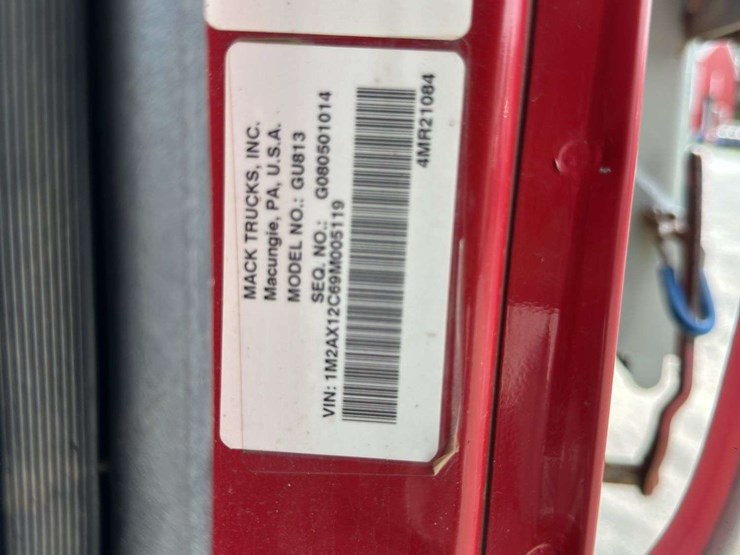 MACK TRUCKS, INC.
Macungie, PA, U.S.A.
MODEL NO.: GU813
SEQ. NO.: G080501014
VIN: 1M2AX12C69M005119
4MR21084